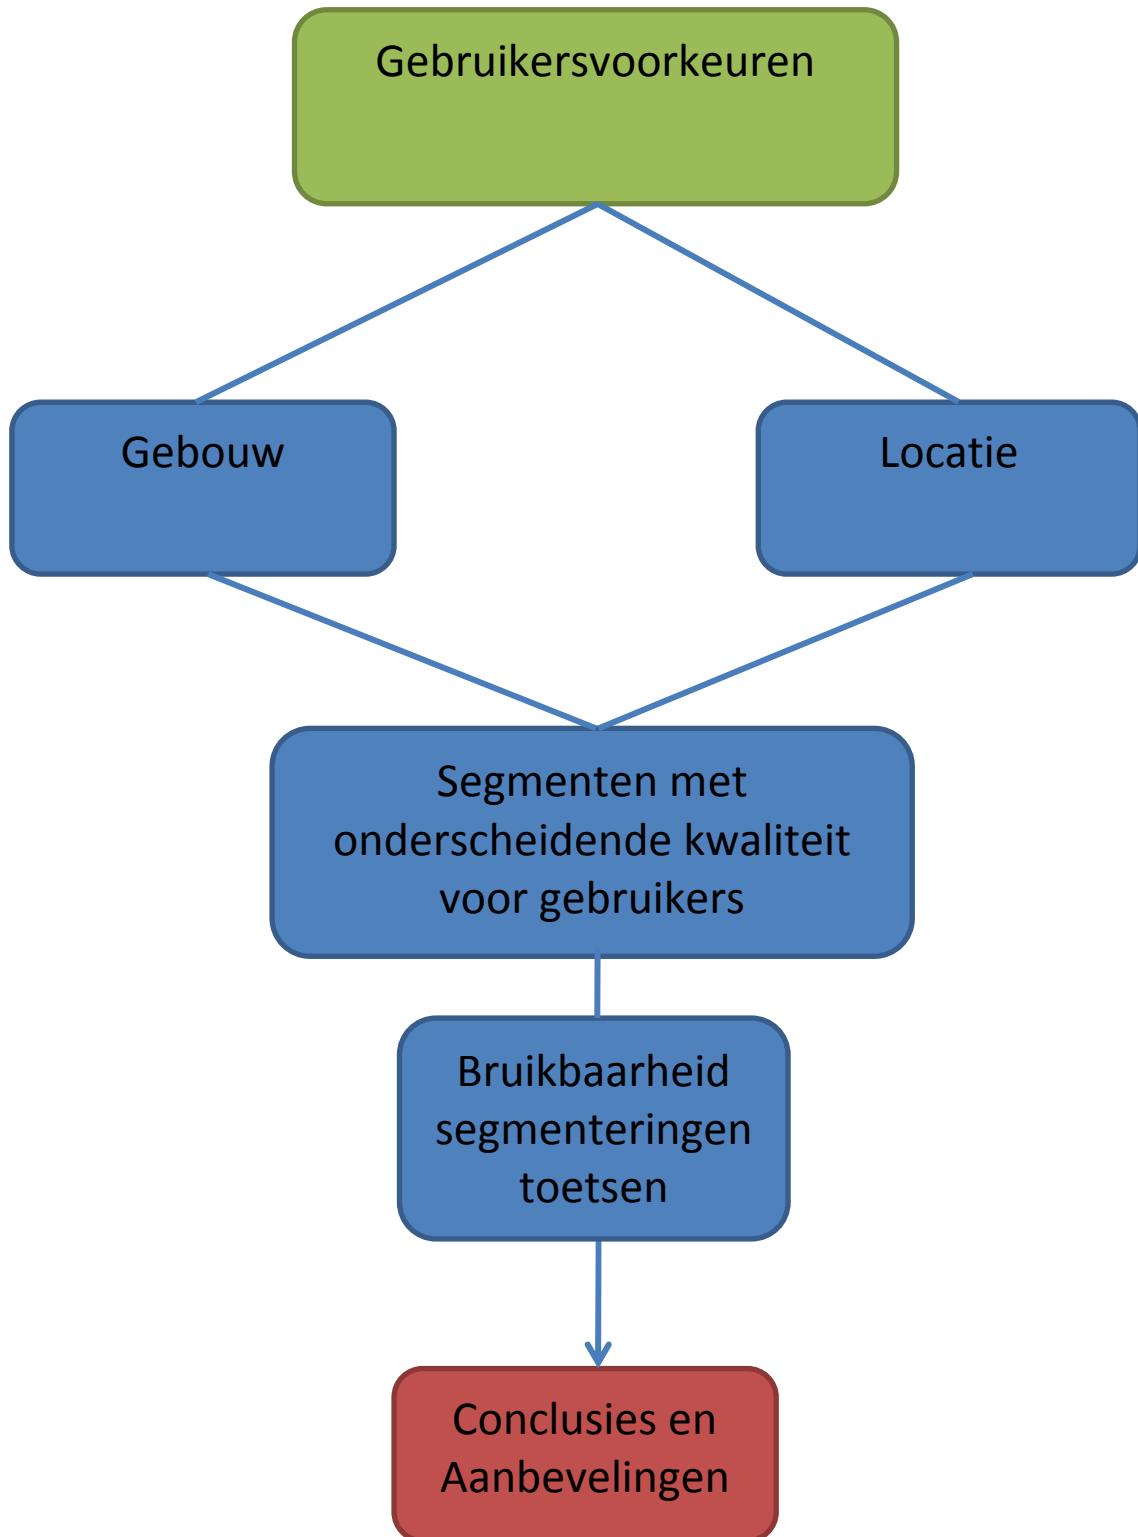 Gebruikersvoorkeuren
Gebouw
Locatie
Segmenten met
onderscheidende kwaliteit
voor gebruikers
Bruikbaarheid
segmenteringen
toetsen
Conclusies en
Aanbevelingen